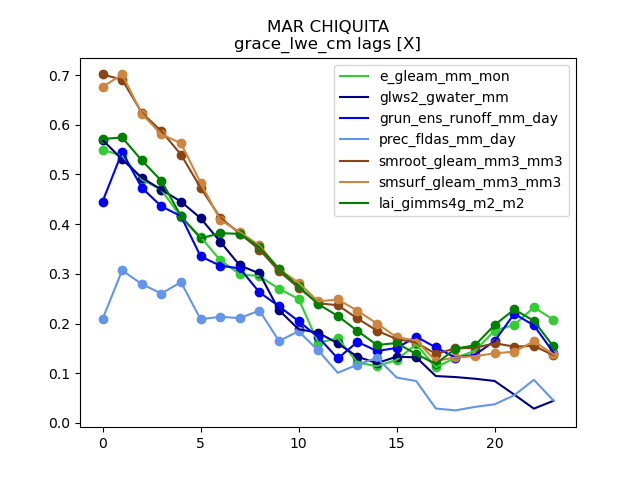 MAR CHIQUITA
grace_lwe_cm lags [X]
e_gleam_mm_mon
glws2_gwater_mm
grun_ens_runoff_mm_day
prec_fldas_mm_day
smroot_gleam_mm3_mm3
smsurf_gleam_mm3_mm3
lai_gimms4g_m2_m2
0.7
0.6
0.5
0.4
0.3
0.2
0.1
0.0
0 5 10 15 20